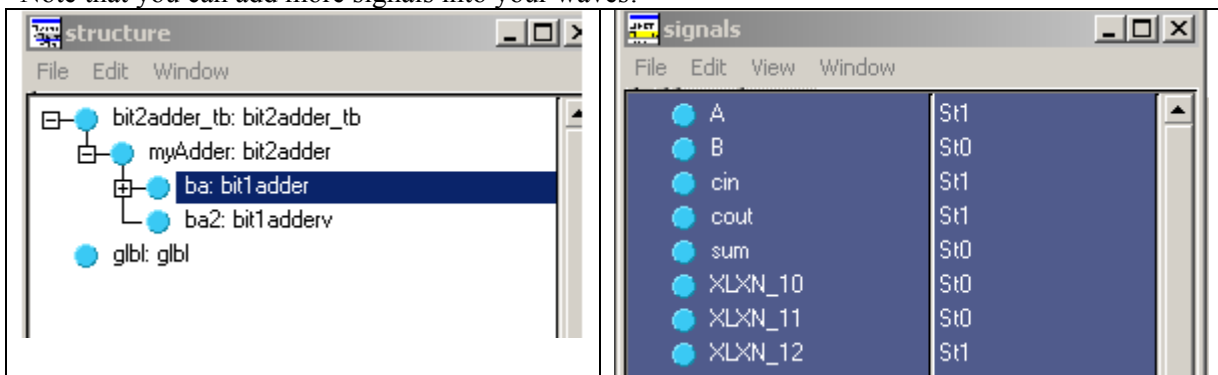 Note that you can add more signals into your waves!
structure
File Edit Window
bit2adder_tb: bit2adder_tb
myAdder: bit2adder
ba: bit1adder
ba2: bit1adderv
glbl: glbl
signals
File Edit View Window
A St1
B St0
cin St1
cout St1
sum St0
XLXN_10 St0
XLXN_11 St0
XLXN_12 St1